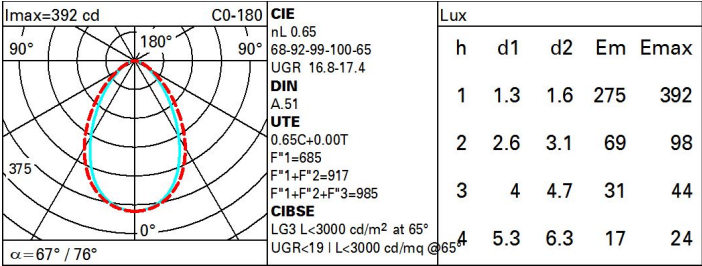 Imax=392 cd C0-180
90° 180° 90°
375
0°
α=67° / 76°
CIE
nL 0.65
68-92-99-100-65
UGR 16.8-17.4
DIN
A.51
UTE
0.65C+0.00T
F"1=685
F"1+F"2=917
F"1+F"2+F"3=985
CIBSE
LG3 L<3000 cd/m² at 65°
UGR<19 | L<3000 cd/mq @65°
Lux
h d1 d2 Em Emax
1 1.3 1.6 275 392
2 2.6 3.1 69 98
3 4 4.7 31 44
4 5.3 6.3 17 24